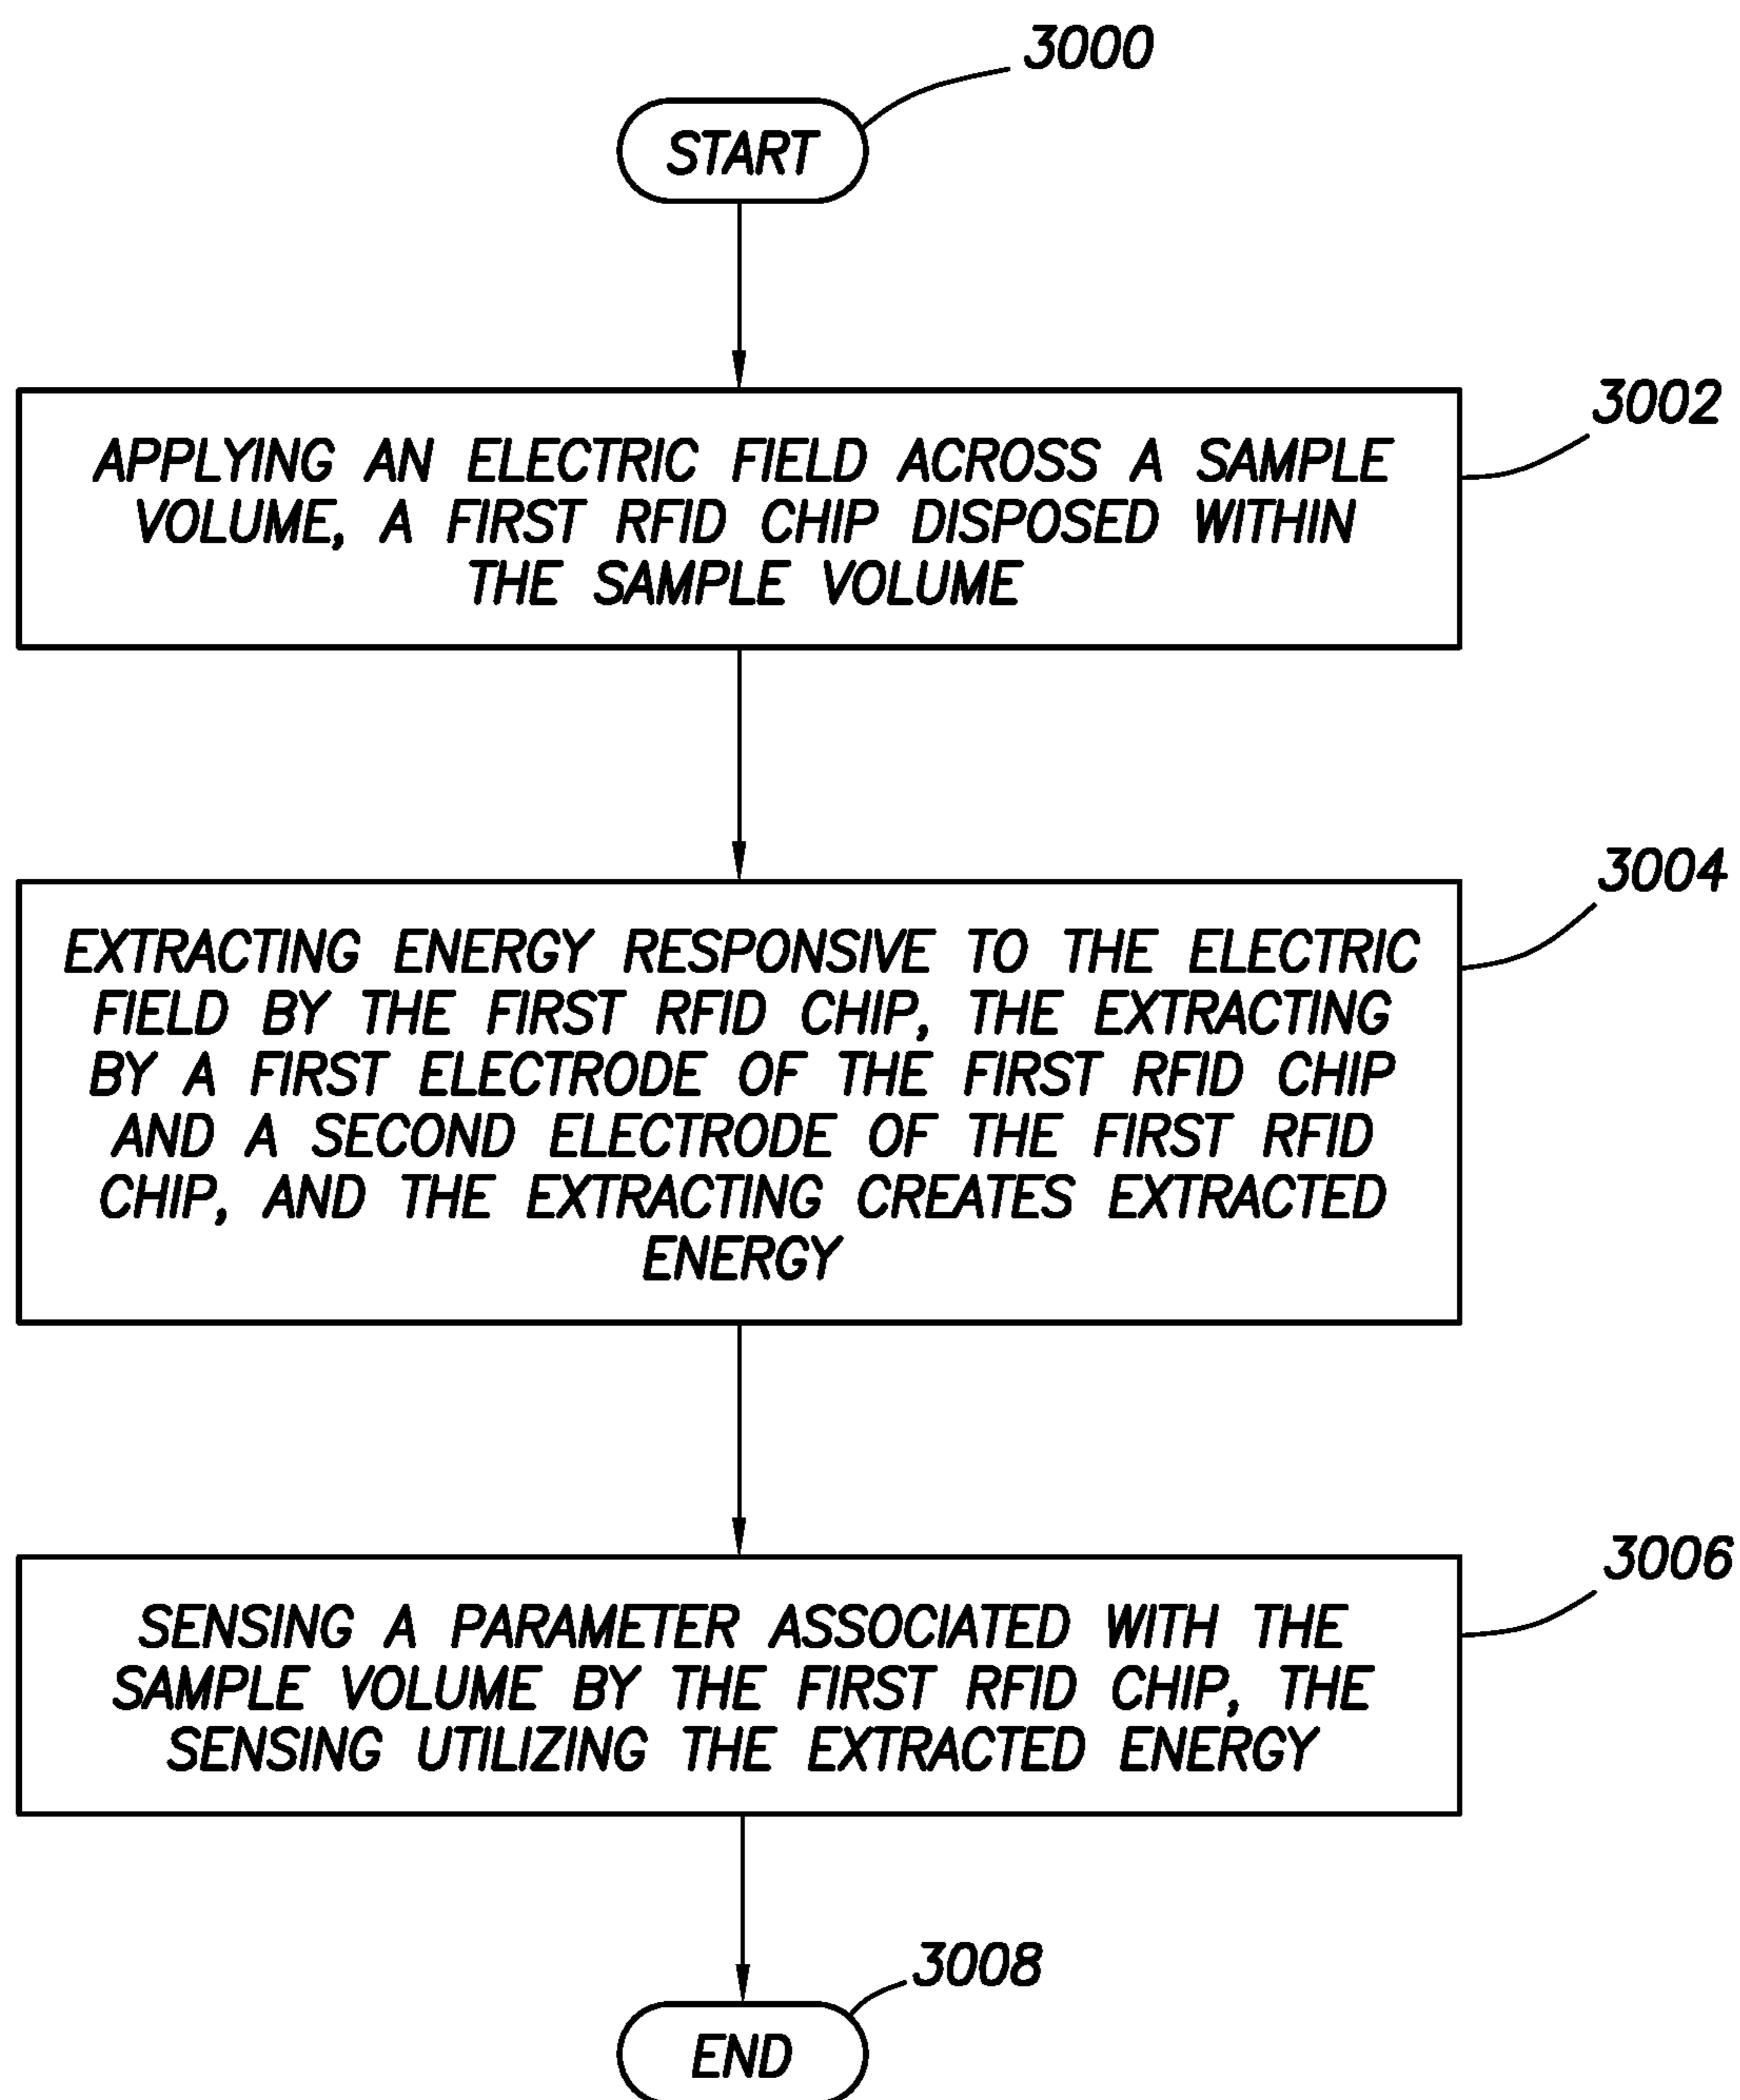 3000
START
3002
APPLYING AN ELECTRIC FIELD ACROSS A SAMPLE
VOLUME, A FIRST RFID CHIP DISPOSED WITHIN
THE SAMPLE VOLUME
3004
EXTRACTING ENERGY RESPONSIVE TO THE ELECTRIC
FIELD BY THE FIRST RFID CHIP, THE EXTRACTING
BY A FIRST ELECTRODE OF THE FIRST RFID CHIP
AND A SECOND ELECTRODE OF THE FIRST RFID
CHIP, AND THE EXTRACTING CREATES EXTRACTED
ENERGY
3006
SENSING A PARAMETER ASSOCIATED WITH THE
SAMPLE VOLUME BY THE FIRST RFID CHIP, THE
SENSING UTILIZING THE EXTRACTED ENERGY
3008
END